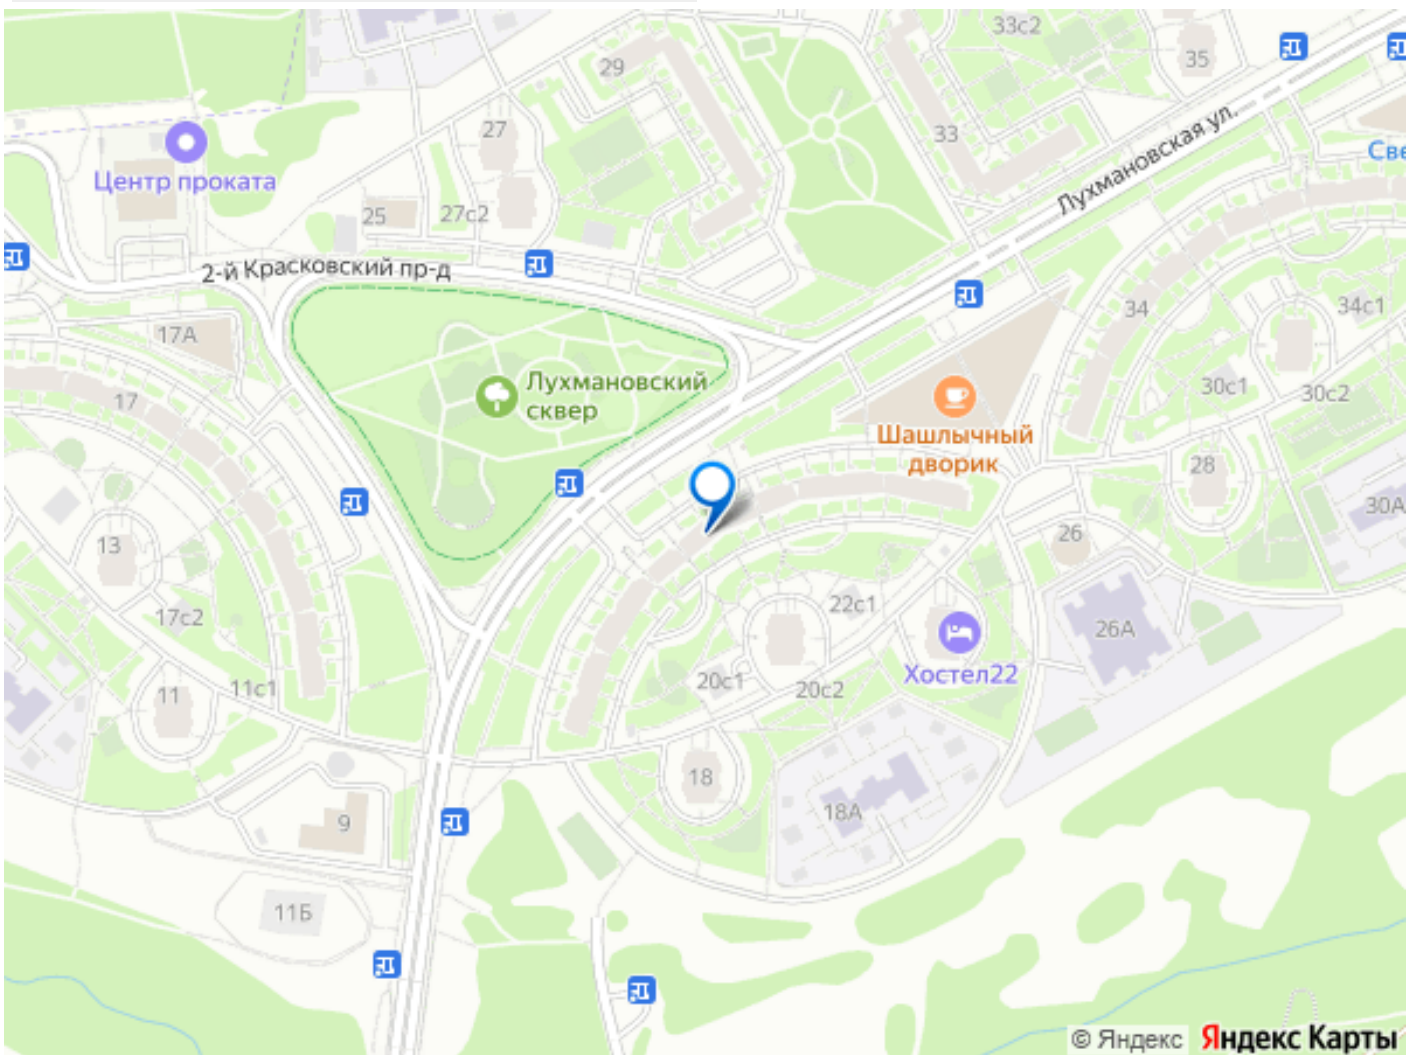 33с2
35
29
27
33
Лухмановская ул.
Све
Центр проката
25
27с2
2-й Красковский пр-д
17А
34
34с1
Лухмановский
сквер
30с1
30с2
17
Шашлычный
дворик
28
30А
13
26
22с1
17с2
26А
Хостел22
20с1
20с2
11с1
11
18
18А
9
11Б
© Яндекс Яндекс Карты